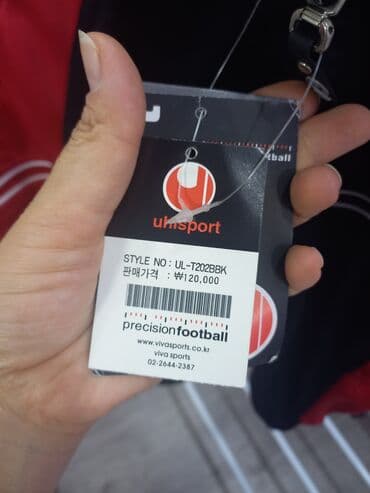 tball
uhlsport
STYLE NO : UL-T202BBK
판매가격 : ₩120,000
precisionfootball
www.vivasports.co.kr
viva sports
02-2644-2387